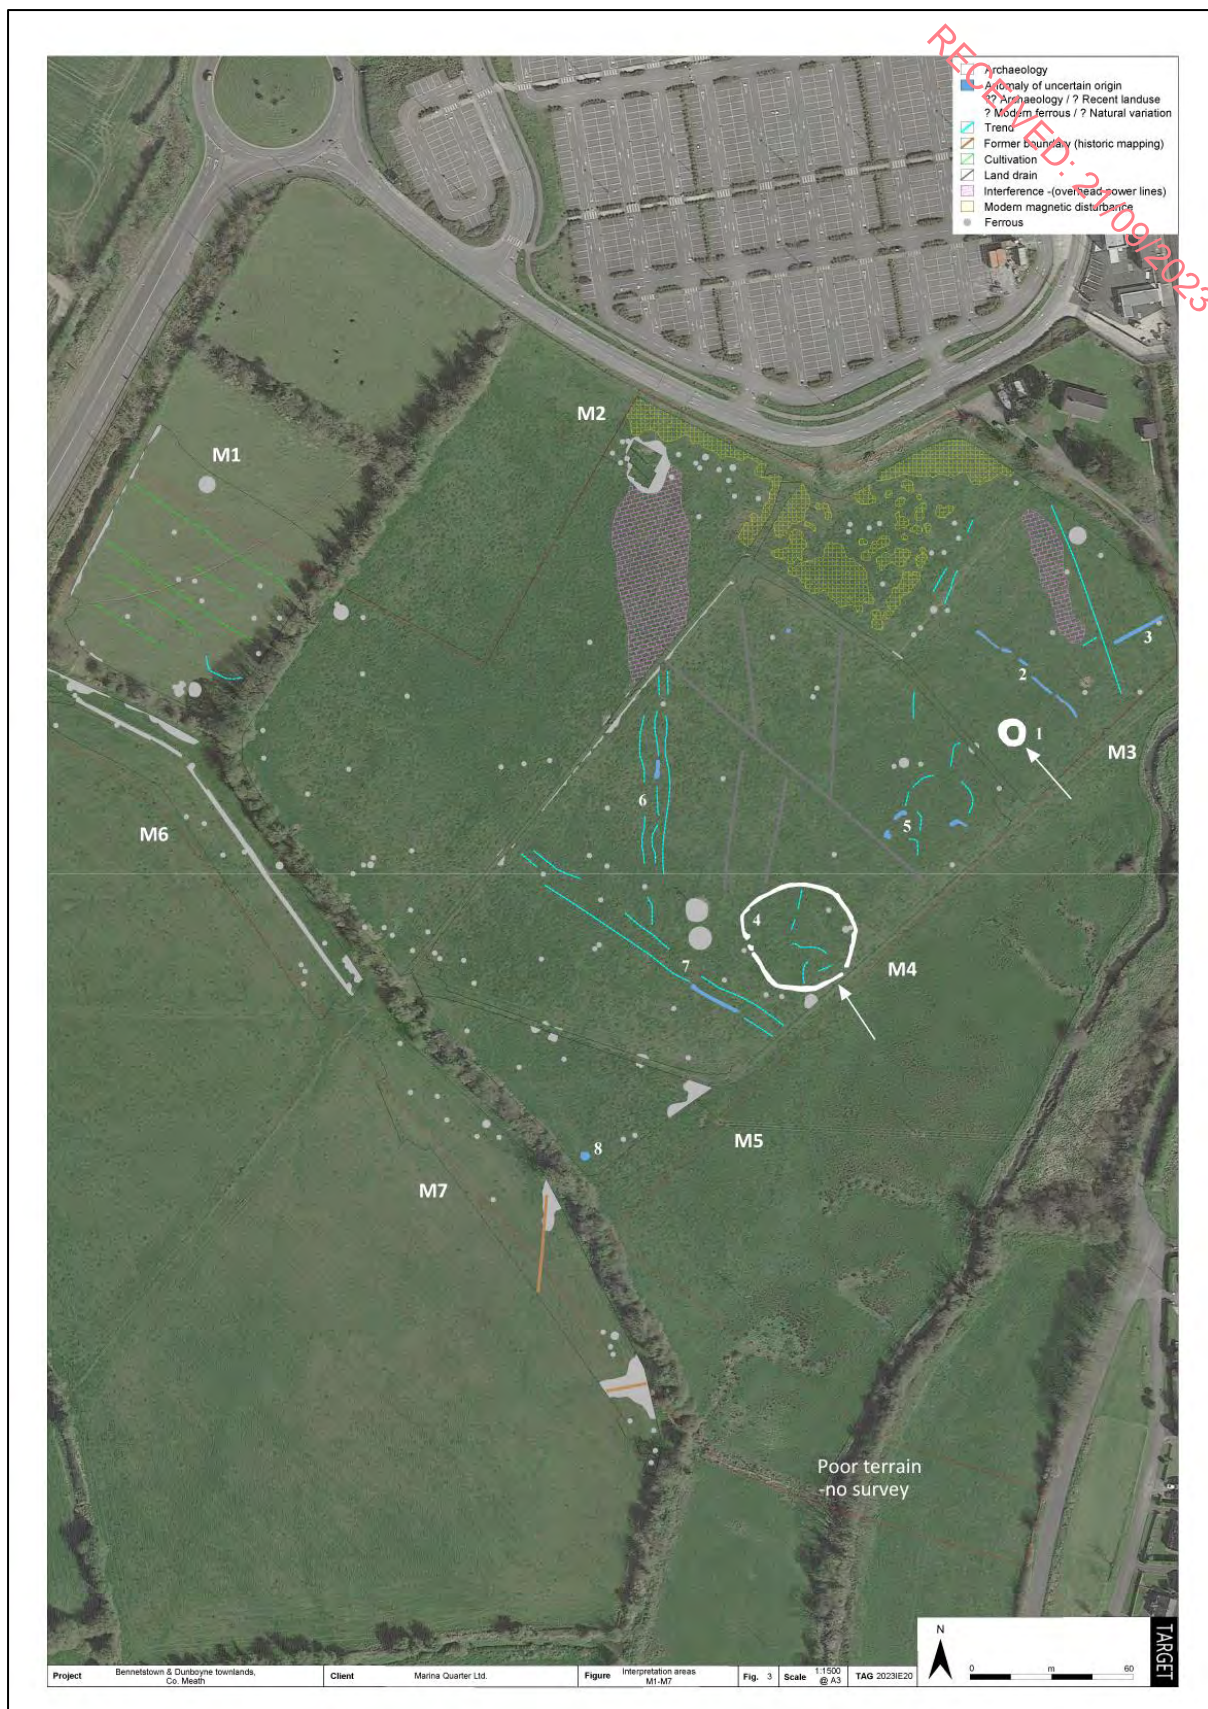 RECEIVED: 21/09/2023
Archaeology
Anomaly of uncertain origin
?? Archaeology / ? Recent landuse
? Modern ferrous / ? Natural variation
Trend
Former boundary (historic mapping)
Cultivation
Land drain
Interference -(overhead power lines)
Modern magnetic disturbance
Ferrous
M2
M1
3
2
1
M3
6
M6
5
4
M4
7
M5
8
M7
Poor terrain
-no survey
N
0 m 60
TARGET
Project Bennetstown & Dunboyne townlands,
Co. Meath
Client Marina Quarter Ltd.
Figure Interpretation areas
M1-M7
Fig. 3
Scale 1:1500
@ A3
TAG 2023IE20